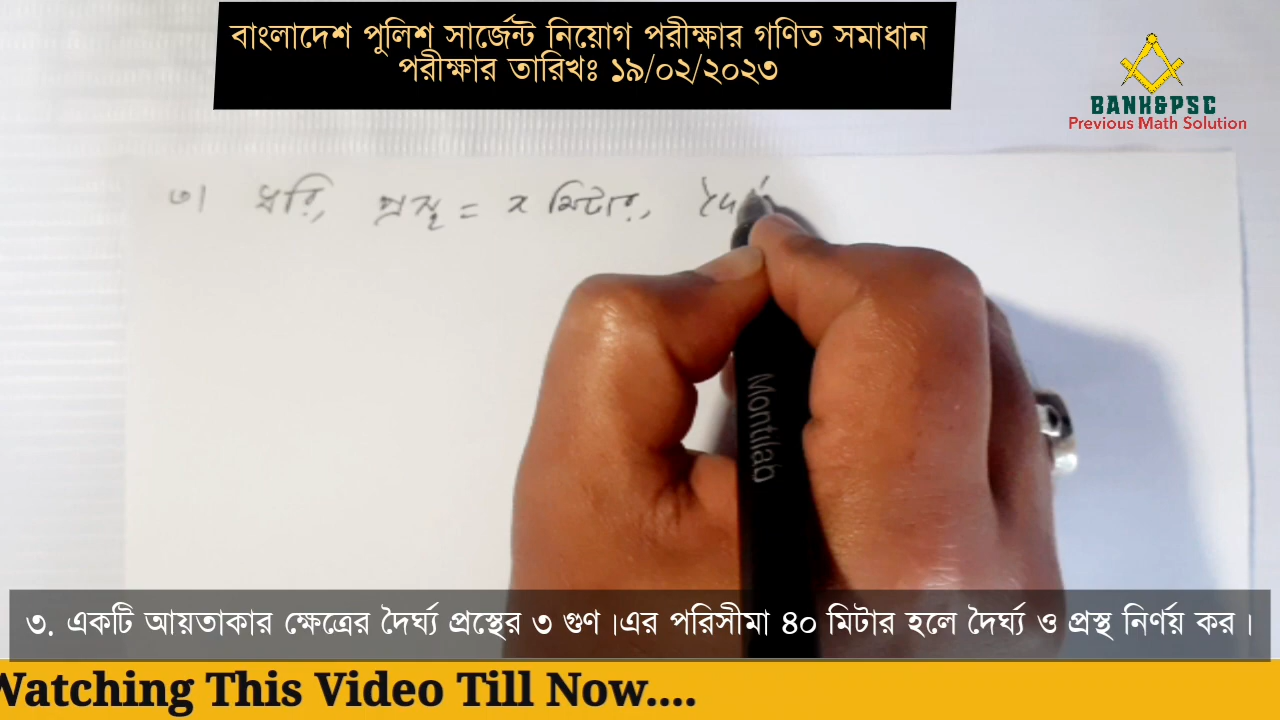 বাংলাদেশ পুলিশ সার্জেন্ট নিয়োগ পরীক্ষার গণিত সমাধান
পরীক্ষার তারিখঃ ১৯/০২/২০২৩
BANK&PSC
Previous Math Solution
৩। ধরি, প্রস্থ = x মিটার,
Montilab
৩. একটি আয়তাকার ক্ষেত্রের দৈর্ঘ্য প্রস্থের ৩ গুণ।এর পরিসীমা ৪০ মিটার হলে দৈর্ঘ্য ও প্রস্থ নির্ণয় কর।
Watching This Video Till Now....